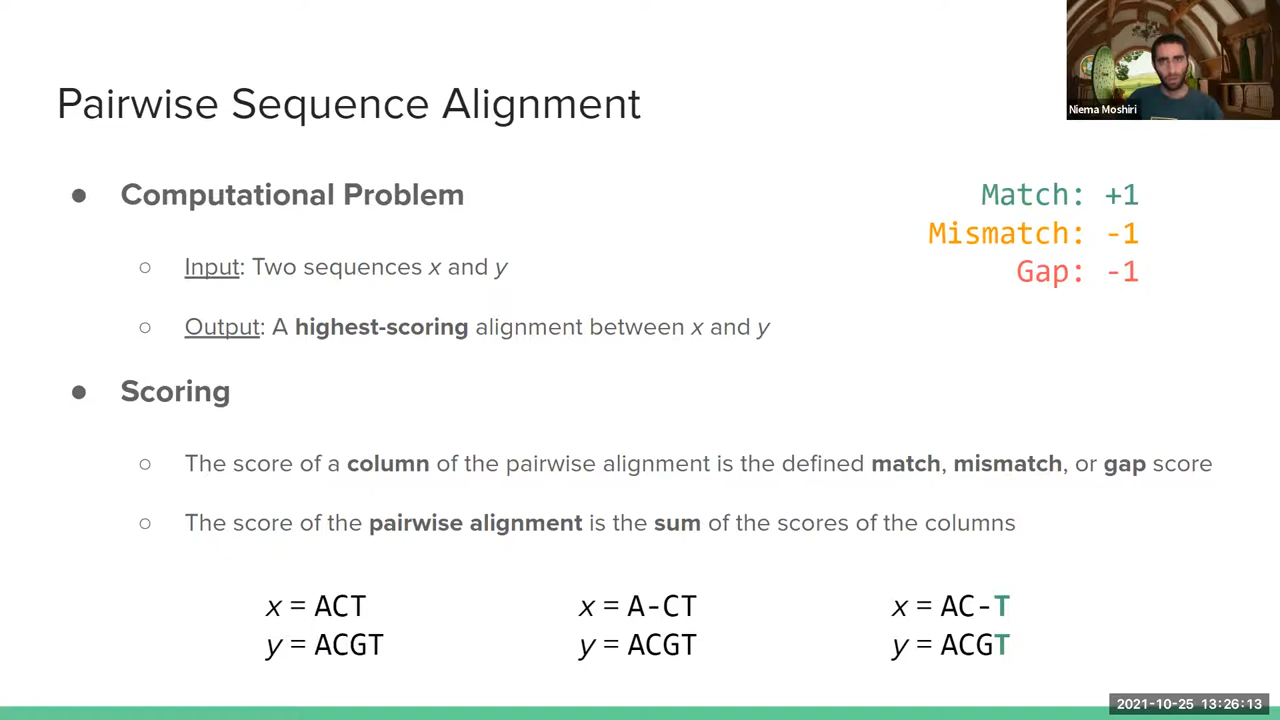 Niema Moshiri
Pairwise Sequence Alignment
● Computational Problem
○ Input: Two sequences x and y
○ Output: A highest-scoring alignment between x and y
Match: +1
Mismatch: -1
Gap: -1
● Scoring
○ The score of a column of the pairwise alignment is the defined match, mismatch, or gap score
○ The score of the pairwise alignment is the sum of the scores of the columns
x = ACT
y = ACGT
x = A-CT
y = ACGT
x = AC-T
y = ACGT
2021-10-25 13:26:13